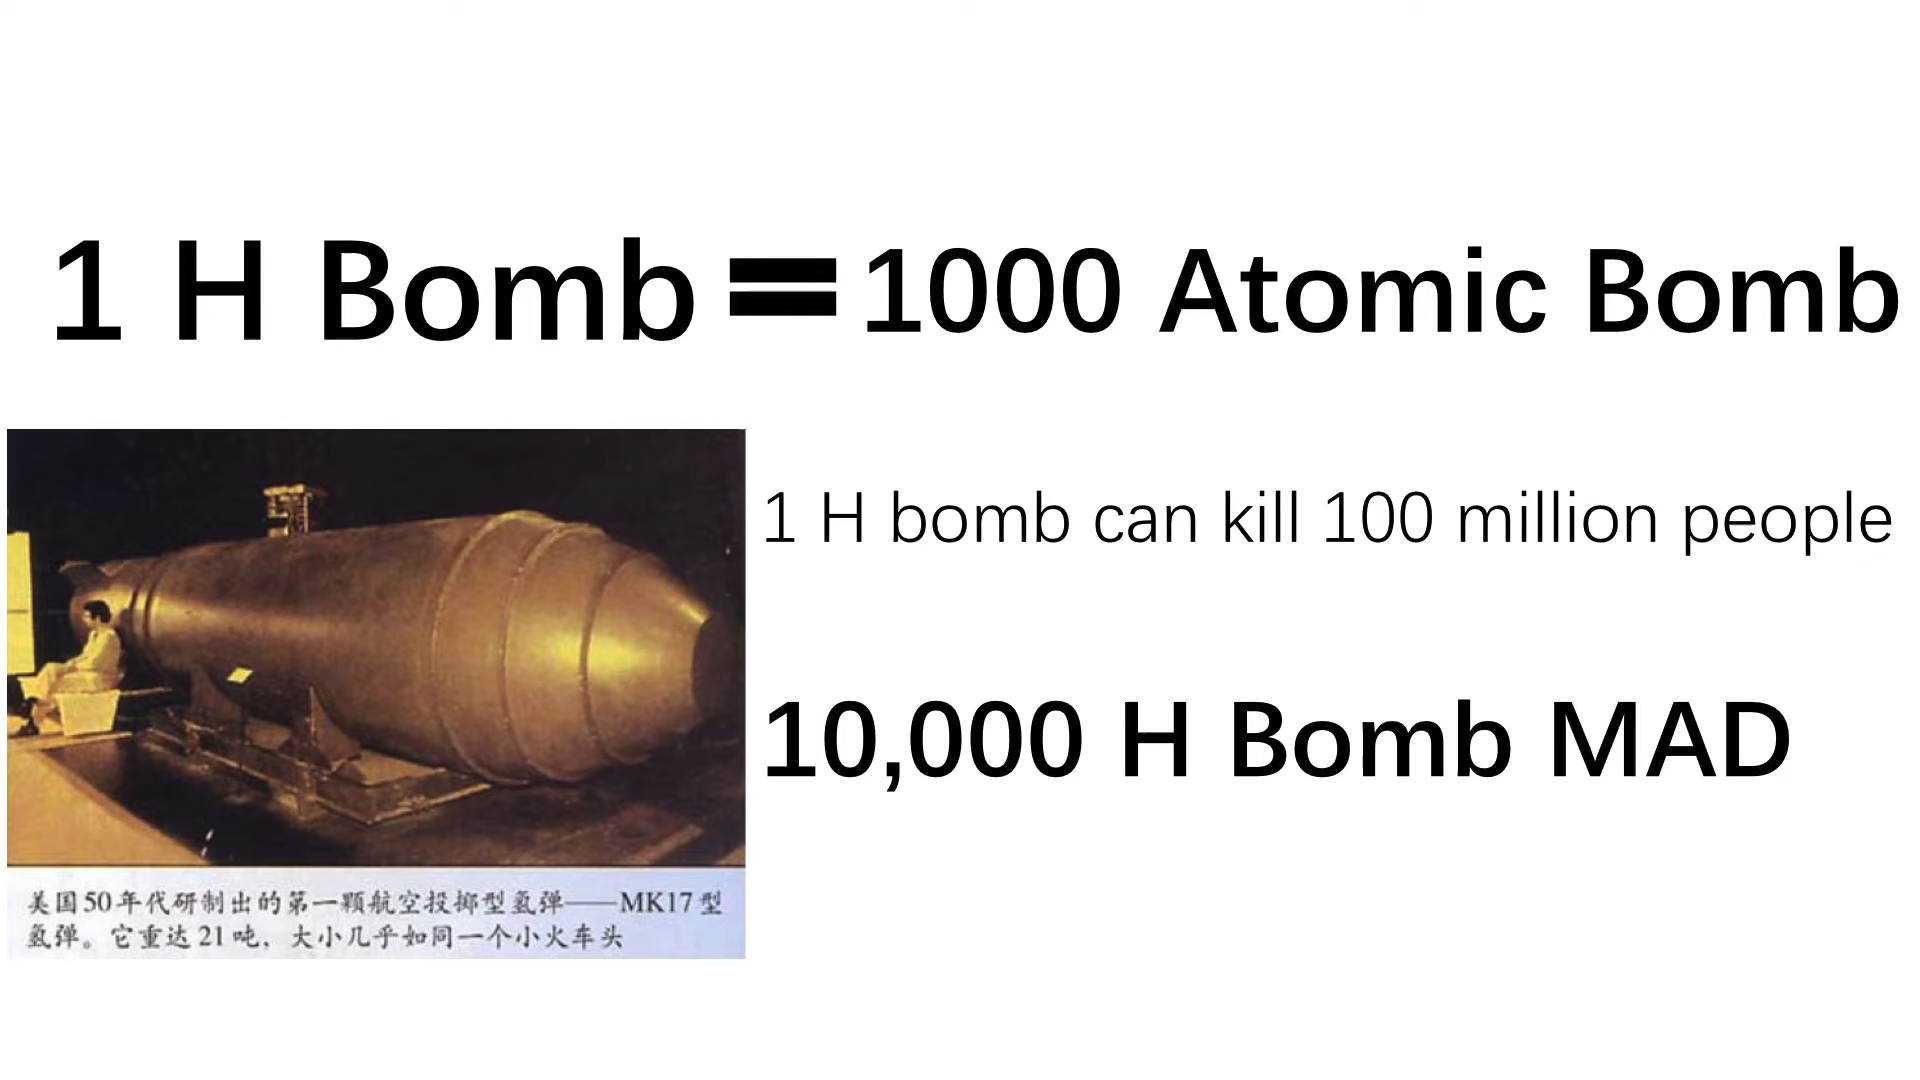 1 H Bomb = 1000 Atomic Bomb
1 H bomb can kill 100 million people
10,000 H Bomb MAD
美国50年代研制出的第一颗航空投掷型氢弹——MK17型
氢弹。它重达21吨，大小几乎如同一个小火车头